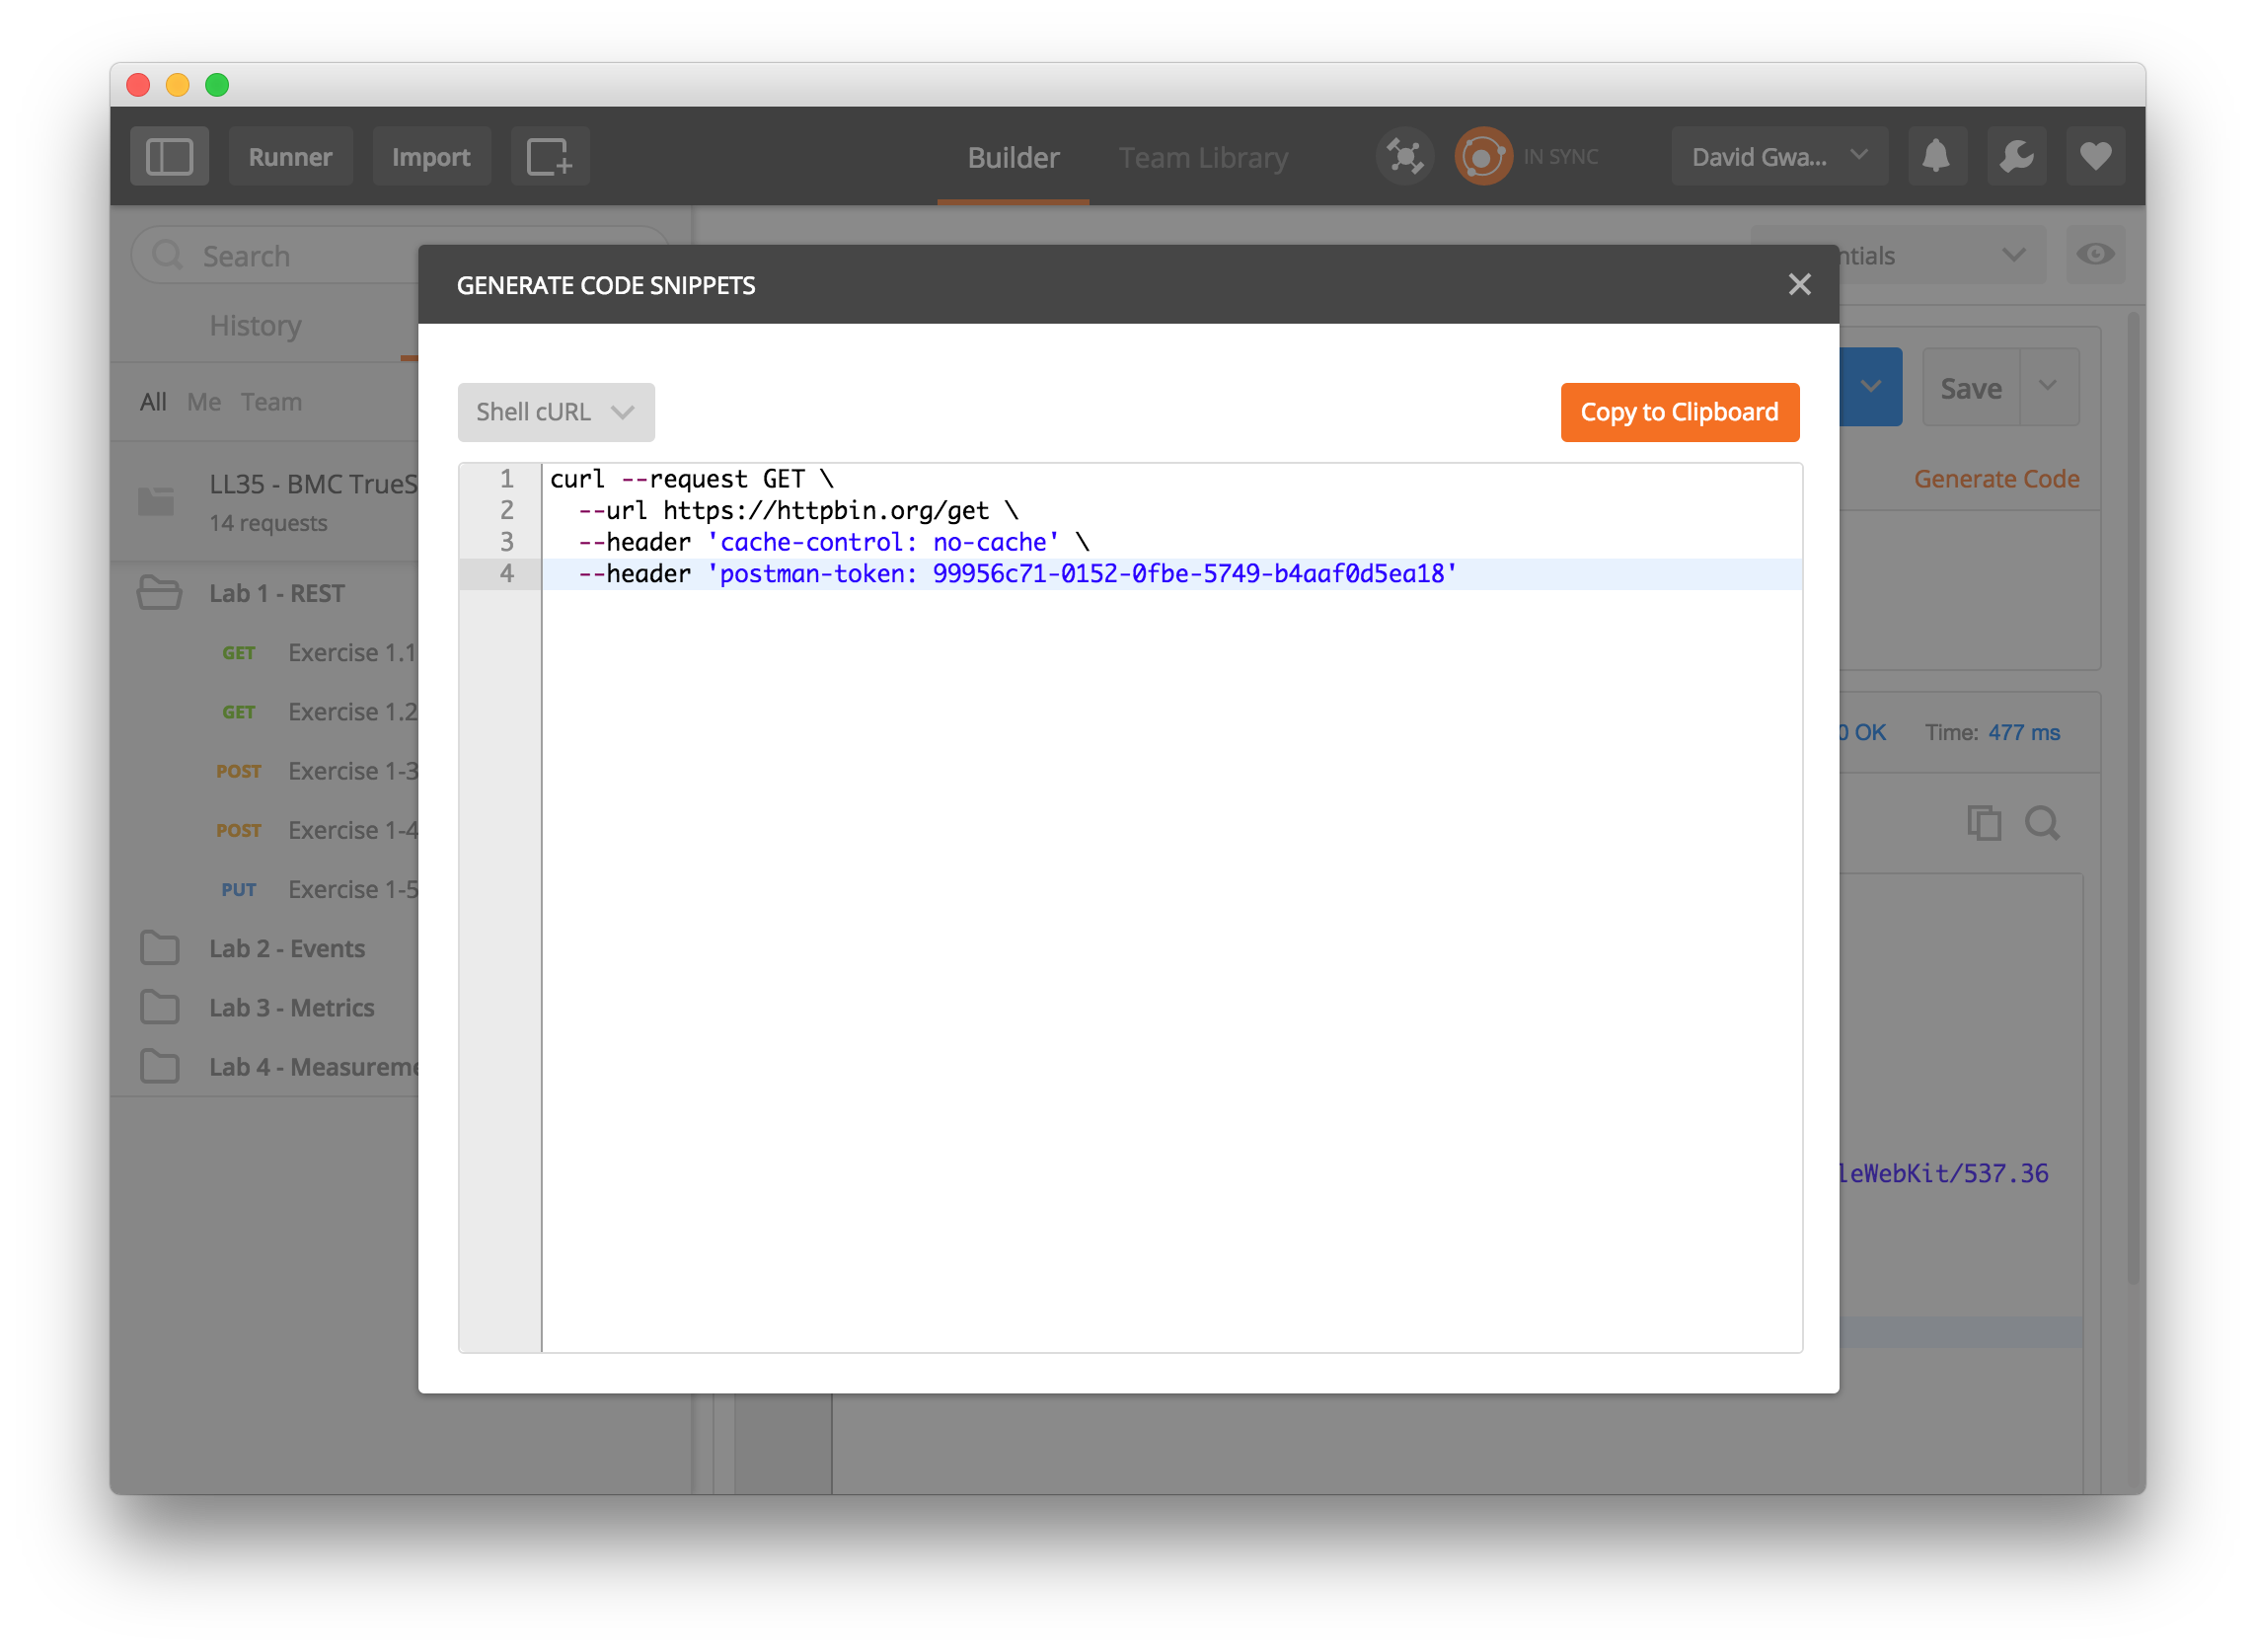 Runner
Import
Builder
Team Library
IN SYNC
David Gwa...
Search
History
All Me Team
LL35 - BMC TrueS
14 requests
Lab 1 - REST
GET Exercise 1.1
GET Exercise 1.2
POST Exercise 1-3
POST Exercise 1-4
PUT Exercise 1-5
Lab 2 - Events
Lab 3 - Metrics
Lab 4 - Measureme
GENERATE CODE SNIPPETS
Shell cURL
Copy to Clipboard
1 curl --request GET \
2 --url https://httpbin.org/get \
3 --header 'cache-control: no-cache' \
4 --header 'postman-token: 99956c71-0152-0fbe-5749-b4aaf0d5ea18'
ntials
Save
Generate Code
0 OK Time: 477 ms
leWebKit/537.36